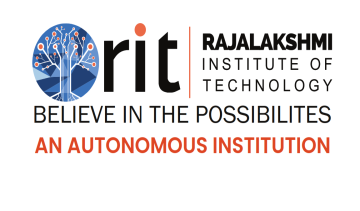 rit
RAJALAKSHMI
INSTITUTE OF
TECHNOLOGY
BELIEVE IN THE POSSIBILITES
AN AUTONOMOUS INSTITUTION